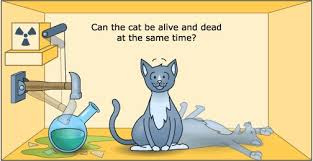 Can the cat be alive and dead
at the same time?